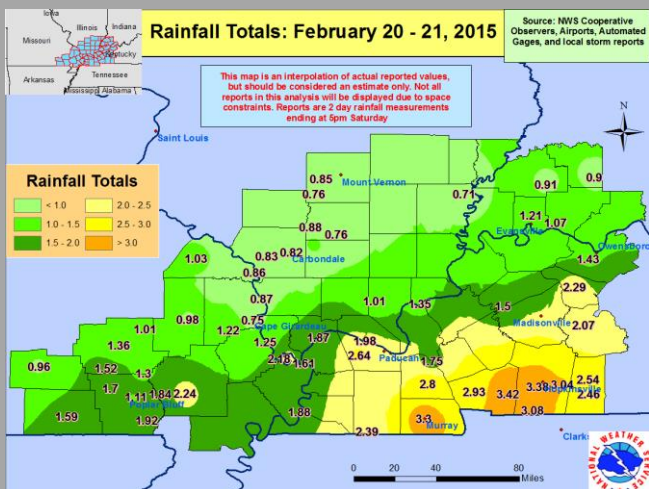 Iowa
Illinois
Indiana
Missouri
Kentucky
Arkansas
Tennessee
Mississippi Alabama
Rainfall Totals: February 20 - 21, 2015
Source: NWS Cooperative
Observers, Airports, Automated
Gages, and local storm reports
This map is an interpolation of actual reported values,
but should be considered an estimate only. Not all
reports in this analysis will be displayed due to space
constraints. Reports are 2 day rainfall measurements
ending at 5pm Saturday
N
Saint Louis
Rainfall Totals
< 1.0
1.0 - 1.5
1.5 - 2.0
2.0 - 2.5
2.5 - 3.0
> 3.0
0.85
Mount Vernon
0.76
0.71
0.91
0.9
0.88
0.76
1.21
1.07
Evansville
Owensboro
1.03
0.83
0.82
Carbondale
0.86
1.43
0.87
1.01
1.35
2.29
1.5
0.98
0.75
Cape Girardeau
Madisonville
1.01
1.22
2.07
1.36
1.25
1.87
1.98
0.96
1.52
2.18
1.61
2.64
Paducah
1.75
1.3
1.7
1.11
1.84
2.24
2.8
2.93
3.42
3.38
3.04
2.54
Hopkinsville
2.46
Poplar Bluff
1.59
1.92
1.88
3.3
3.08
Murray
2.39
Clarks
0 20 40 80
Miles
NATIONAL WEATHER SERVICE